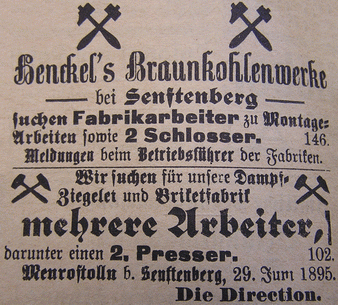 Henckel's Braunkohlenwerke
— bei Senftenberg —
suchen Fabrikarbeiter zu Montage-
Arbeiten sowie 2 Schlosser. 146.
Meldungen beim Betriebsführer der Fabriken.
Wir suchen für unsere Dampf-
Ziegelei und Briketfabrik
mehrere Arbeiter,
darunter einen 2. Presser. 102.
Meurostolln b. Senftenberg, 29. Juni 1895.
Die Direction.